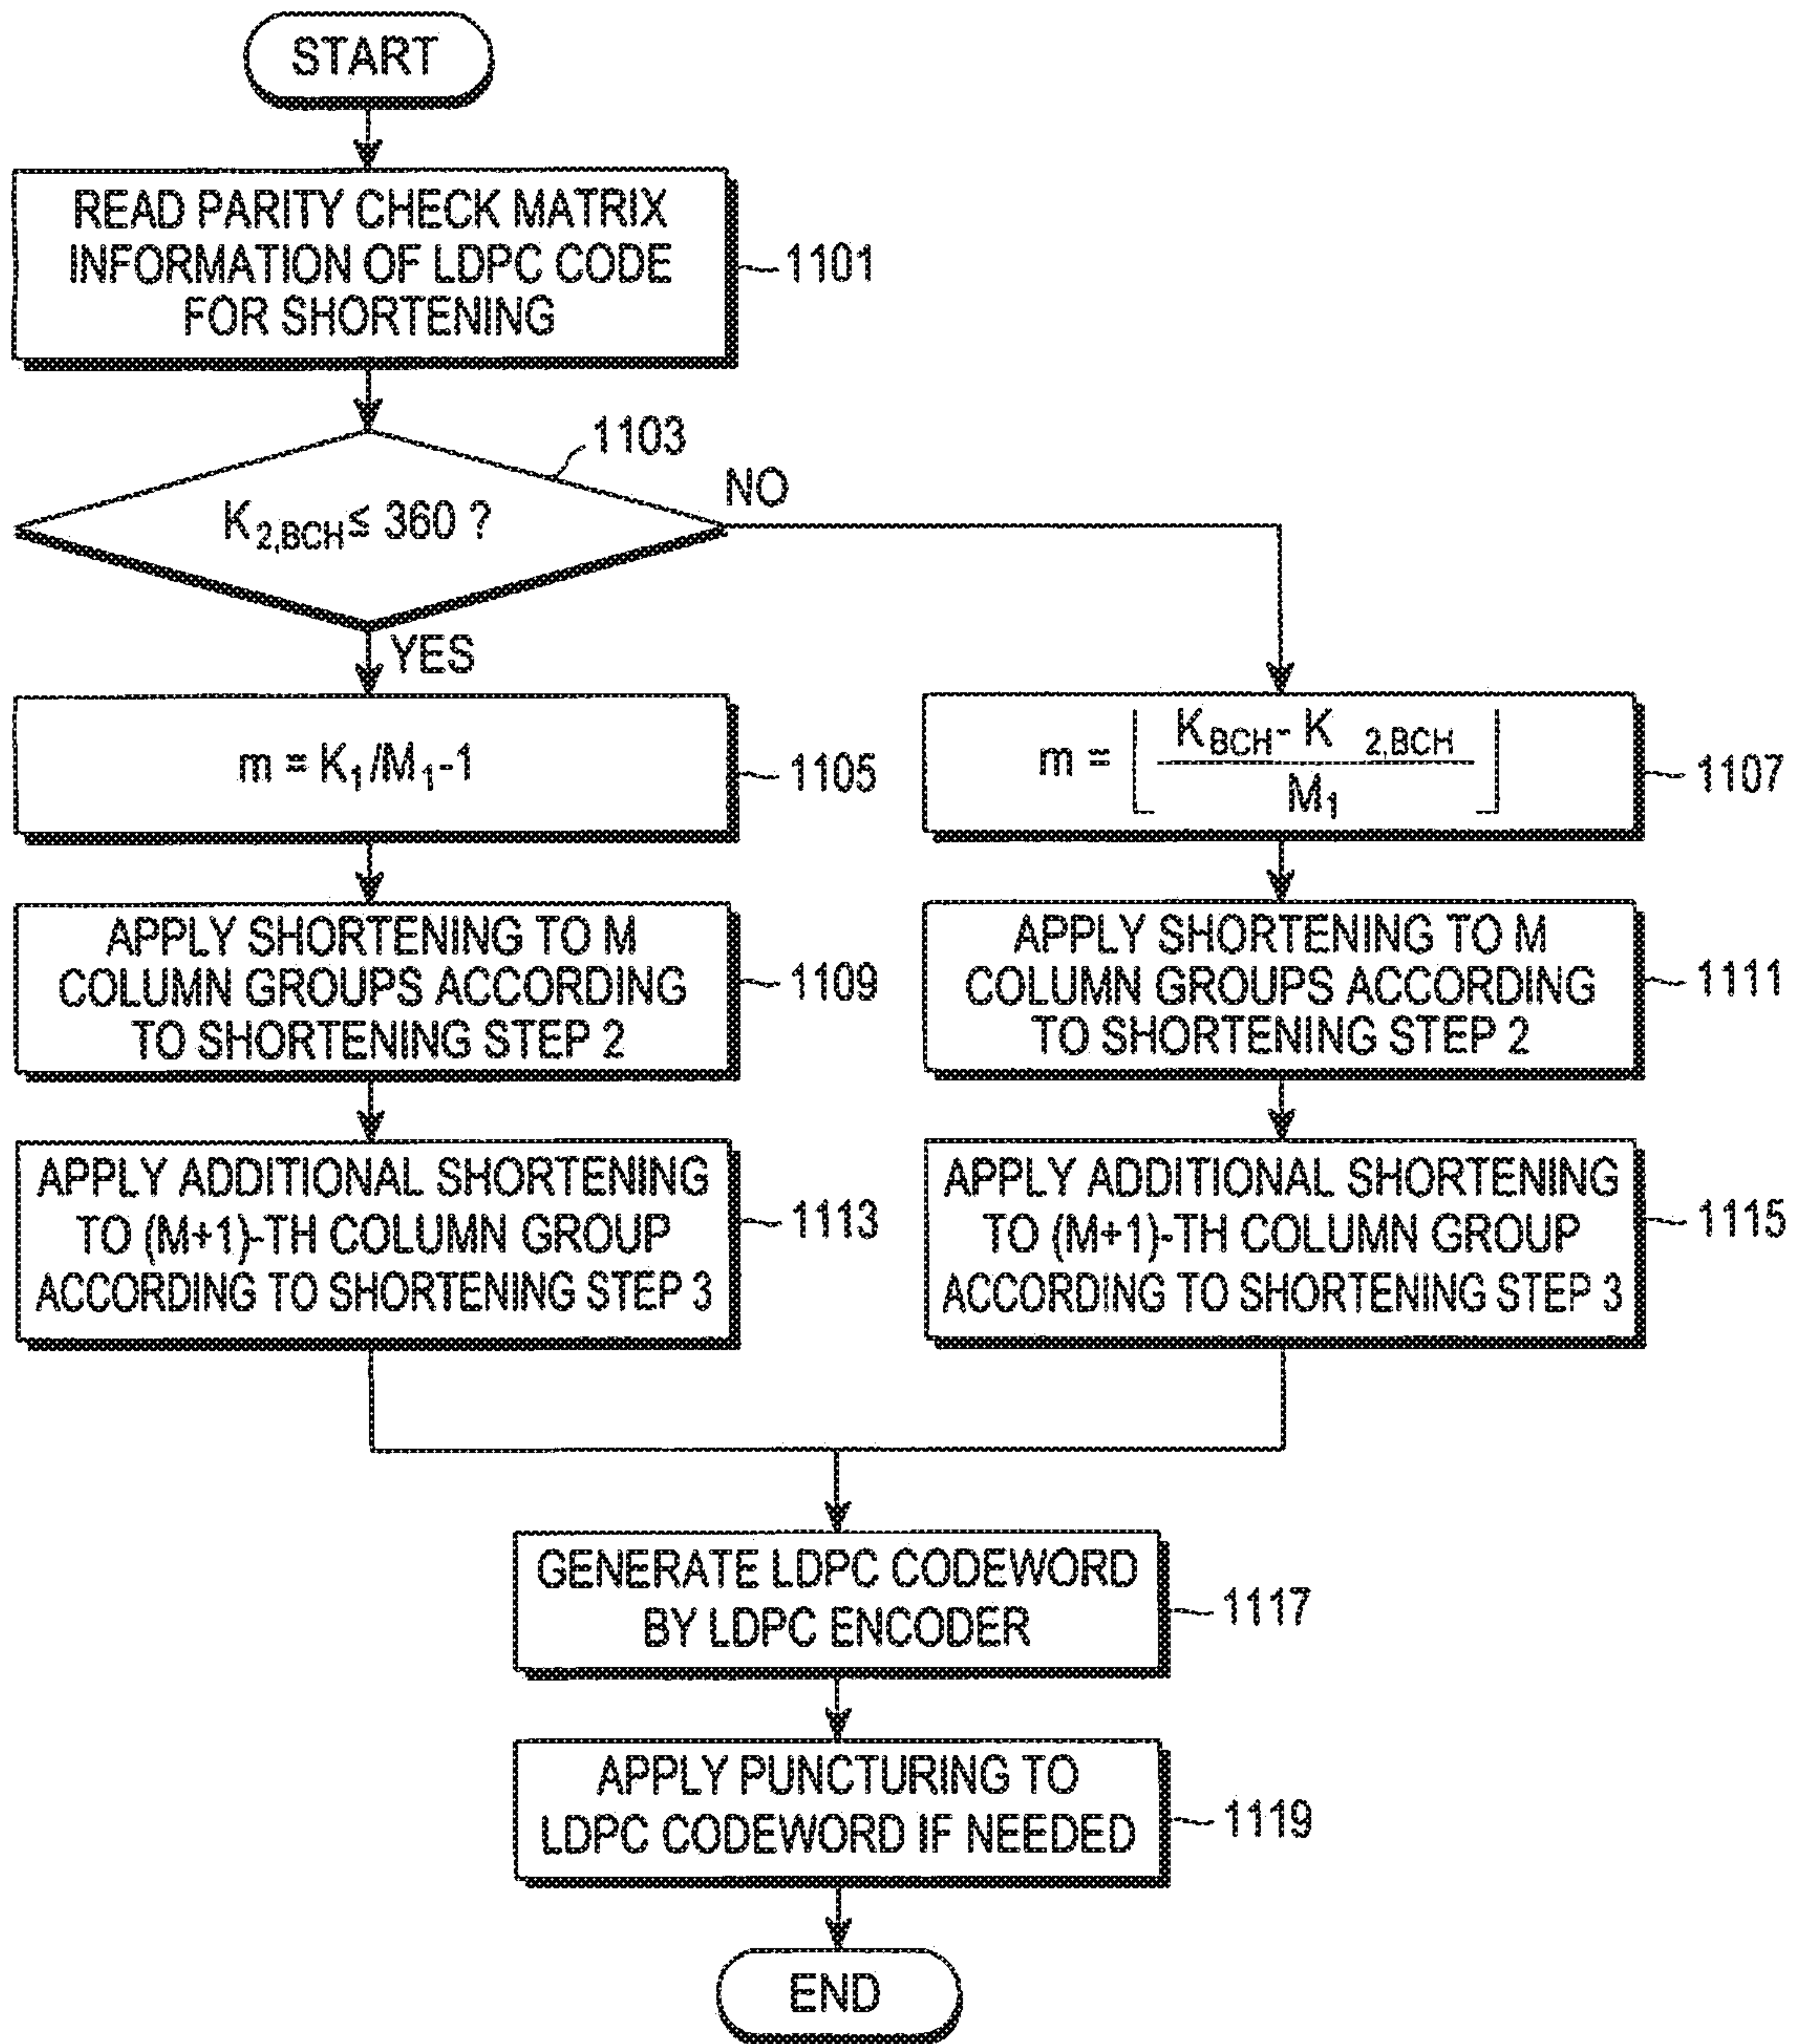 START
READ PARITY CHECK MATRIX
INFORMATION OF LDPC CODE
FOR SHORTENING
1101
1103
K2,BCH ≤ 360 ?
NO
YES
m = K1/M1-1
1105
m = ⌊ (KBCH- K 2,BCH) / M1 ⌋
1107
APPLY SHORTENING TO M
COLUMN GROUPS ACCORDING
TO SHORTENING STEP 2
1109
APPLY SHORTENING TO M
COLUMN GROUPS ACCORDING
TO SHORTENING STEP 2
1111
APPLY ADDITIONAL SHORTENING
TO (M+1)-TH COLUMN GROUP
ACCORDING TO SHORTENING STEP 3
1113
APPLY ADDITIONAL SHORTENING
TO (M+1)-TH COLUMN GROUP
ACCORDING TO SHORTENING STEP 3
1115
GENERATE LDPC CODEWORD
BY LDPC ENCODER
1117
APPLY PUNCTURING TO
LDPC CODEWORD IF NEEDED
1119
END